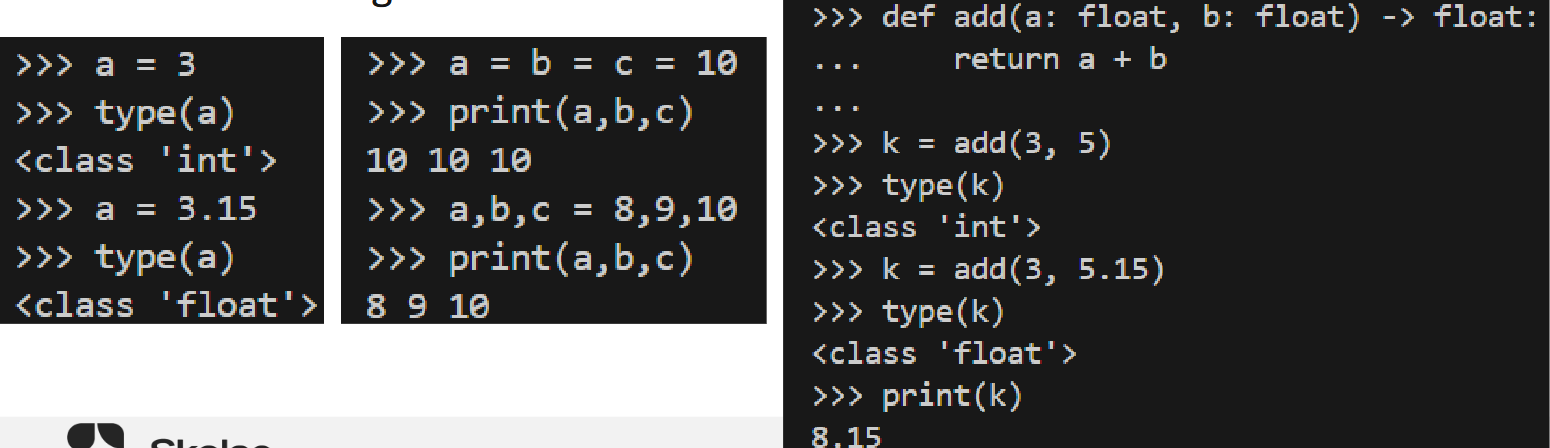 >>> a = 3
>>> type(a)
<class 'int'>
>>> a = 3.15
>>> type(a)
<class 'float'>
>>> a = b = c = 10
>>> print(a,b,c)
10 10 10
>>> a,b,c = 8,9,10
>>> print(a,b,c)
8 9 10
>>> def add(a: float, b: float) -> float:
...     return a + b
...
>>> k = add(3, 5)
>>> type(k)
<class 'int'>
>>> k = add(3, 5.15)
>>> type(k)
<class 'float'>
>>> print(k)
8.15